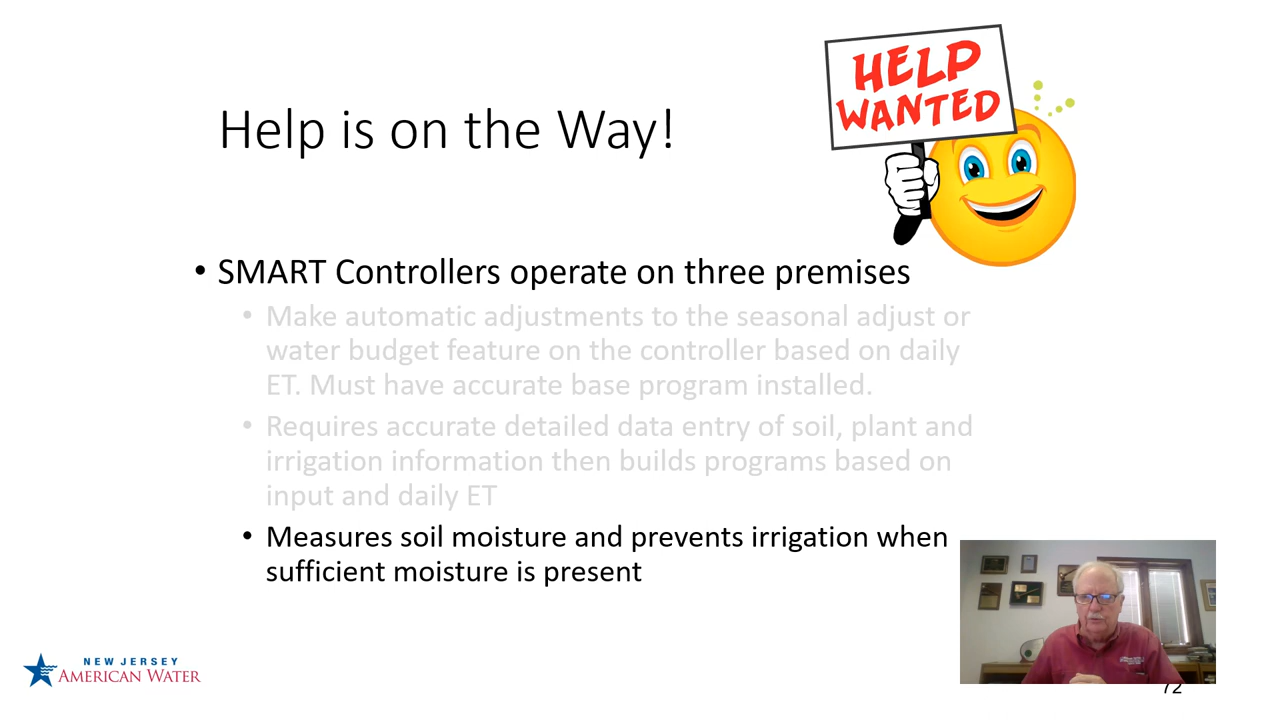 HELP
WANTED
Help is on the Way!
• SMART Controllers operate on three premises
• Make automatic adjustments to the seasonal adjust or
water budget feature on the controller based on daily
ET. Must have accurate base program installed.
• Requires accurate detailed data entry of soil, plant and
irrigation information then builds programs based on
input and daily ET
• Measures soil moisture and prevents irrigation when
sufficient moisture is present
NEW JERSEY
AMERICAN WATER
72